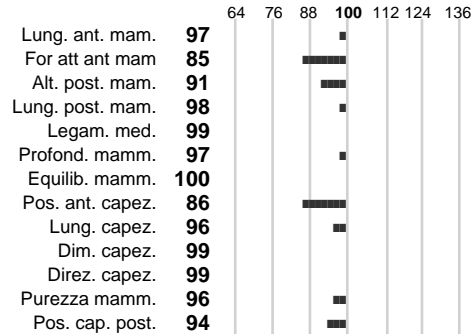 64 76 88 100 112 124 136
Lung. ant. mam. 97
For att ant mam 85
Alt. post. mam. 91
Lung. post. mam. 98
Legam. med. 99
Profond. mamm. 97
Equilib. mamm. 100
Pos. ant. capez. 86
Lung. capez. 96
Dim. capez. 99
Direz. capez. 99
Purezza mamm. 96
Pos. cap. post. 94